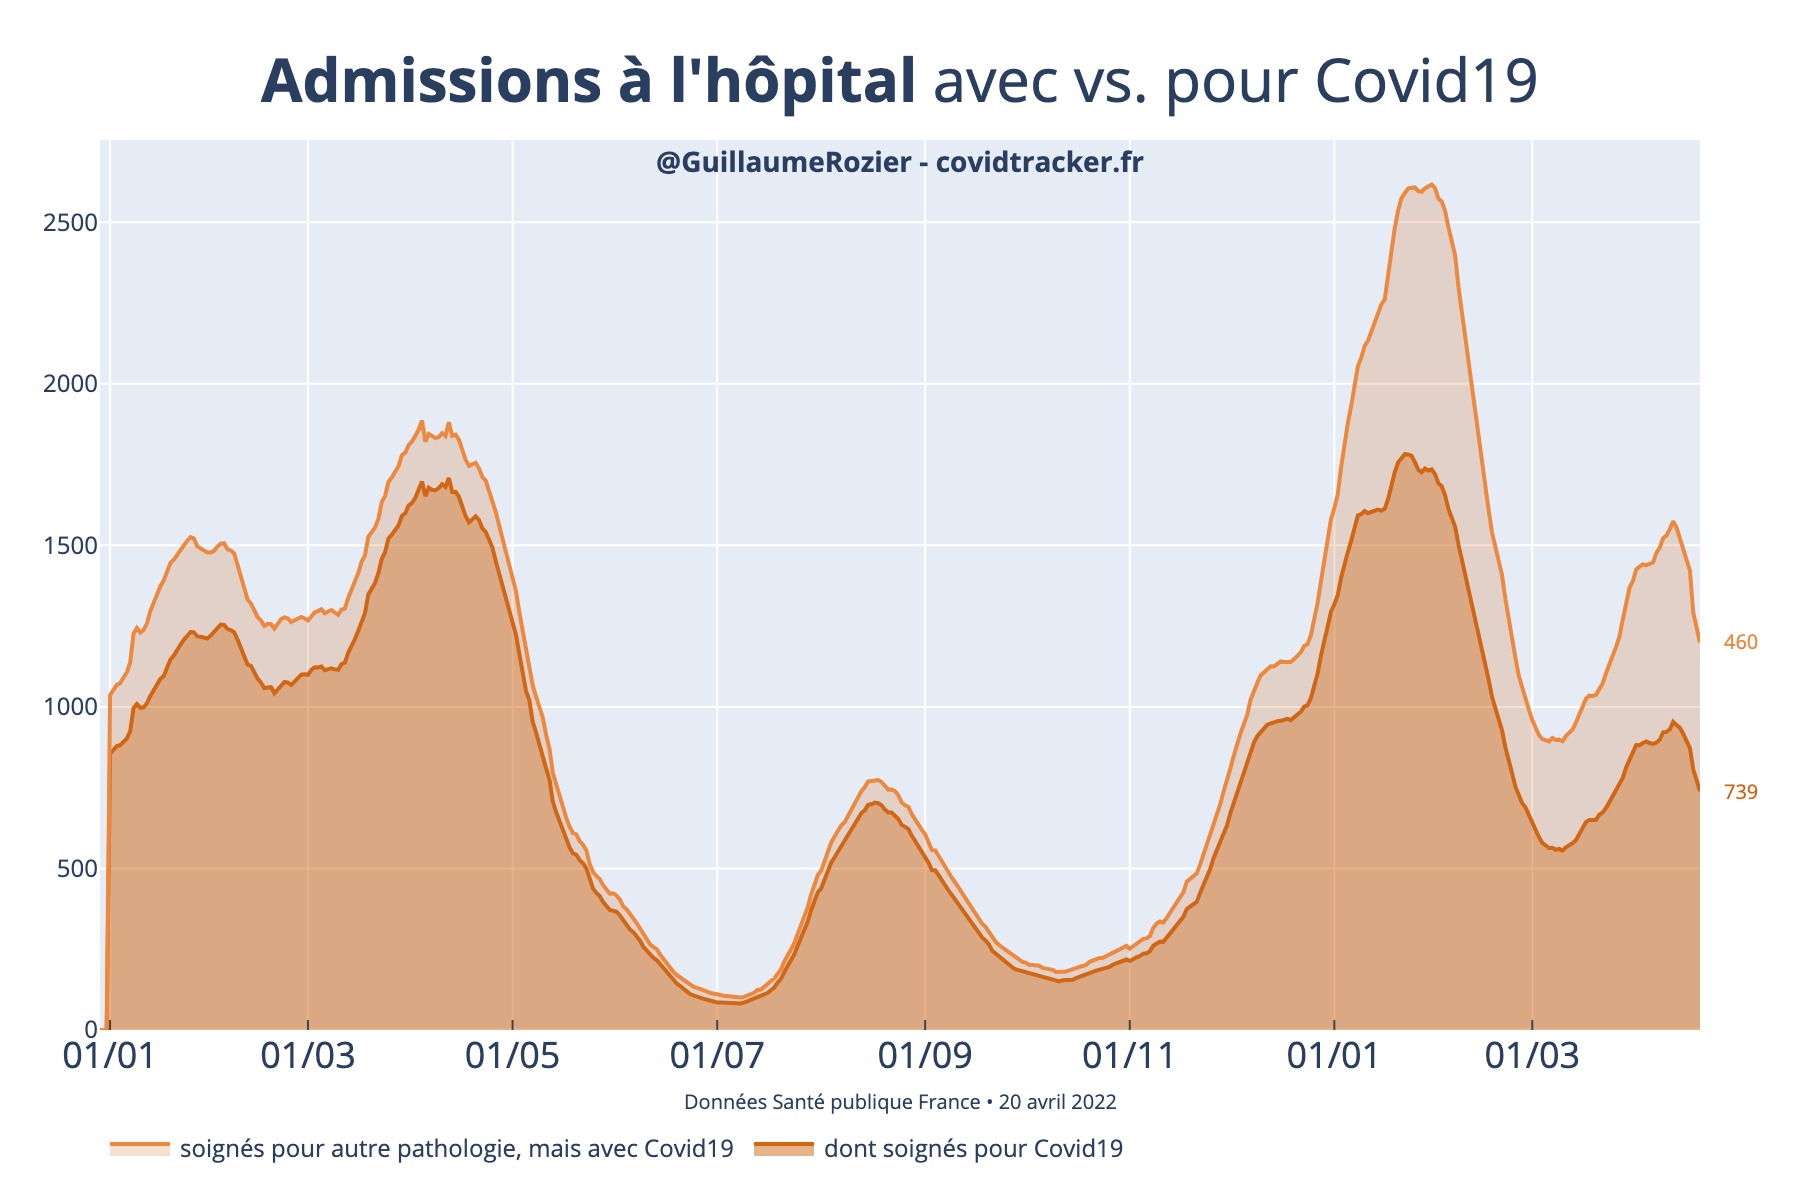 Admissions à l'hôpital avec vs. pour Covid19
@GuillaumeRozier - covidtracker.fr
2500
2000
1500
1000
500
0
460
739
01/01 01/03 01/05 01/07 01/09 01/11 01/01 01/03
Données Santé publique France • 20 avril 2022
soignés pour autre pathologie, mais avec Covid19 dont soignés pour Covid19